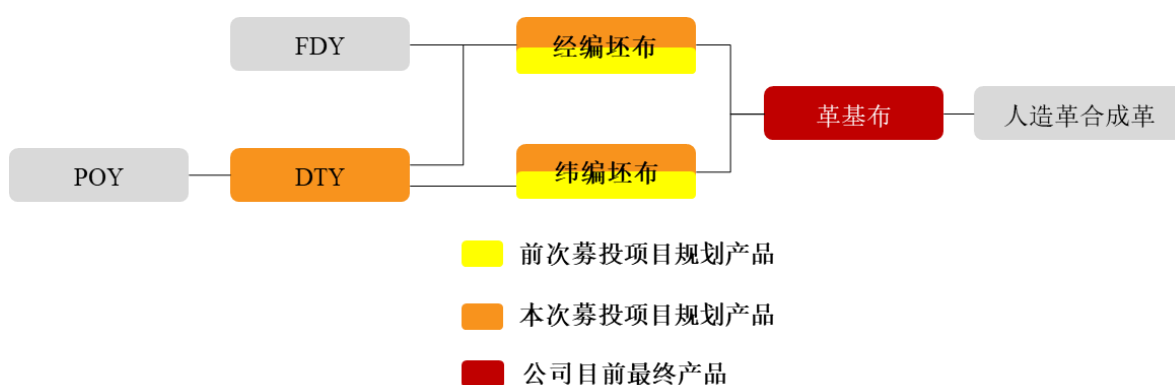 FDY
经编坯布
革基布
人造革合成革
POY
DTY
纬编坯布
前次募投项目规划产品
本次募投项目规划产品
公司目前最终产品